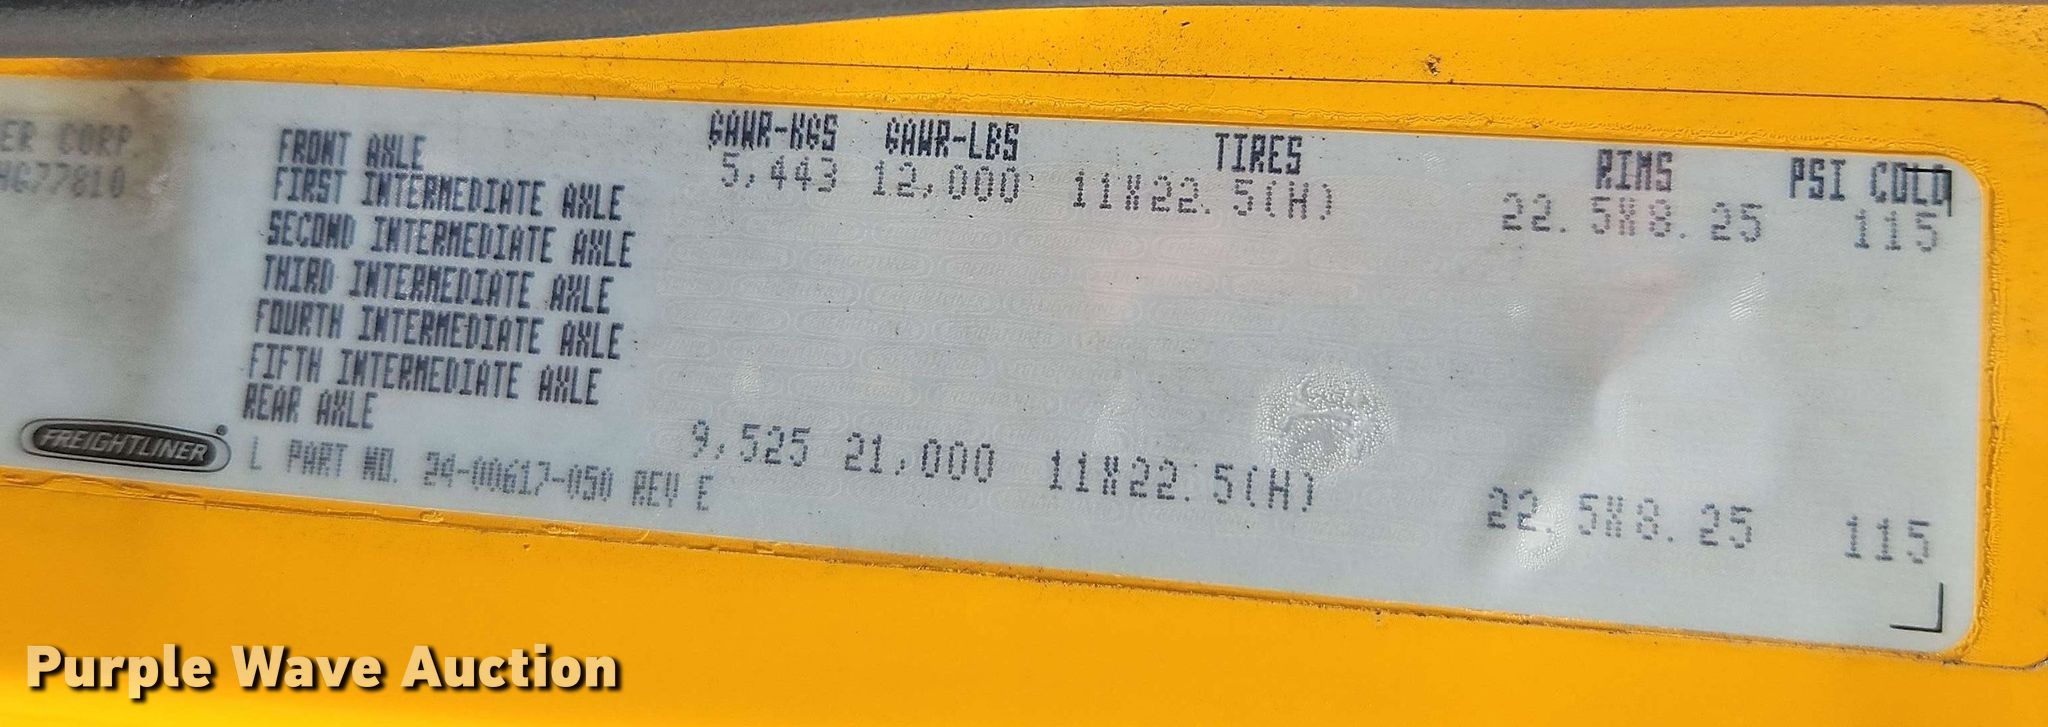 ER CORP.
HG77810
GAWR-KGS GAWR-LBS TIRES RIMS PSI COLD
FRONT AXLE 5,443 12,000 11X22.5(H) 22.5X8.25 115
FIRST INTERMEDIATE AXLE
SECOND INTERMEDIATE AXLE
THIRD INTERMEDIATE AXLE
FOURTH INTERMEDIATE AXLE
FIFTH INTERMEDIATE AXLE
REAR AXLE 9,525 21,000 11X22.5(H) 22.5X8.25 115
FREIGHTLINER
L PART NO. 24-00617-050 REV E
Purple Wave Auction